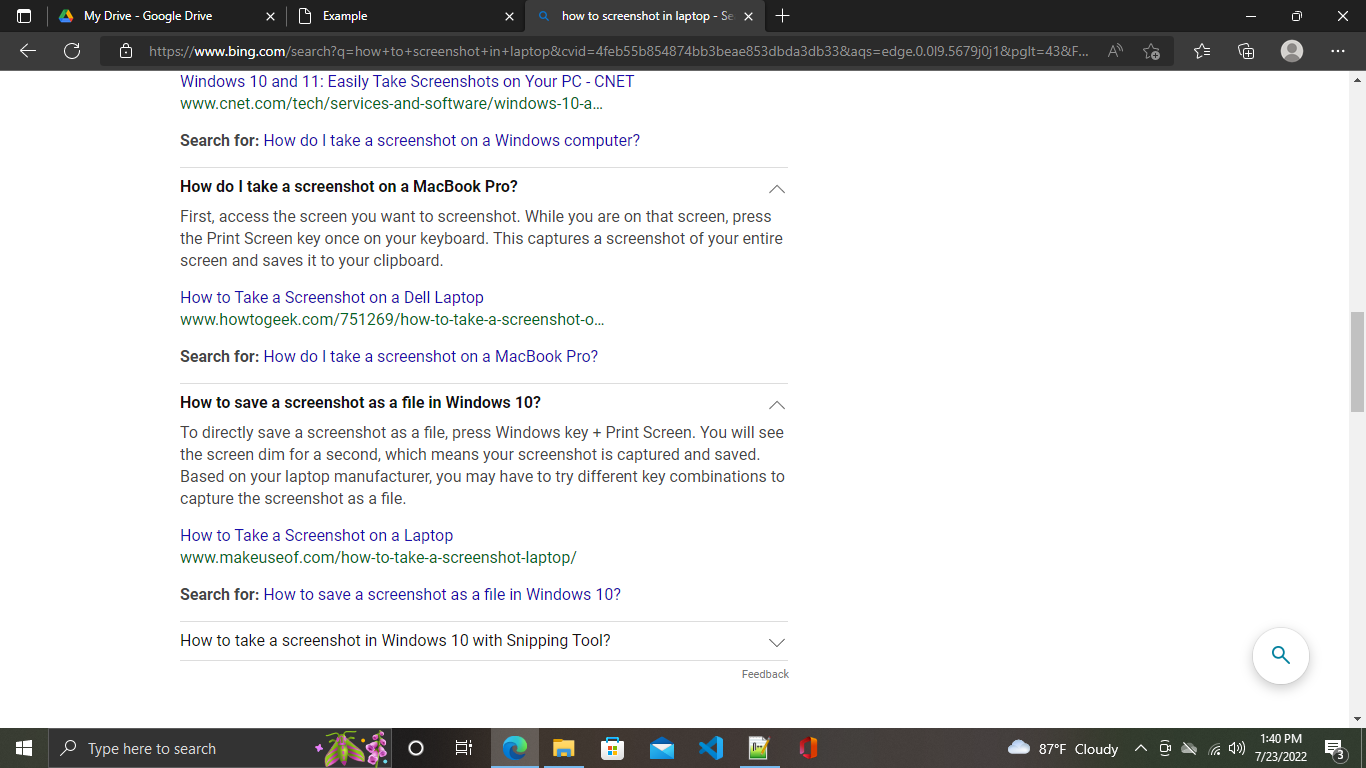 My Drive - Google Drive
Example
how to screenshot in laptop - Se
https://www.bing.com/search?q=how+to+screenshot+in+laptop&cvid=4feb55b854874bb3beae853dbda3db33&aqs=edge.0.0l9.5679j0j1&pglt=43&F...
Windows 10 and 11: Easily Take Screenshots on Your PC - CNET
www.cnet.com/tech/services-and-software/windows-10-a...
Search for: How do I take a screenshot on a Windows computer?
How do I take a screenshot on a MacBook Pro?
First, access the screen you want to screenshot. While you are on that screen, press
the Print Screen key once on your keyboard. This captures a screenshot of your entire
screen and saves it to your clipboard.
How to Take a Screenshot on a Dell Laptop
www.howtogeek.com/751269/how-to-take-a-screenshot-o...
Search for: How do I take a screenshot on a MacBook Pro?
How to save a screenshot as a file in Windows 10?
To directly save a screenshot as a file, press Windows key + Print Screen. You will see
the screen dim for a second, which means your screenshot is captured and saved.
Based on your laptop manufacturer, you may have to try different key combinations to
capture the screenshot as a file.
How to Take a Screenshot on a Laptop
www.makeuseof.com/how-to-take-a-screenshot-laptop/
Search for: How to save a screenshot as a file in Windows 10?
How to take a screenshot in Windows 10 with Snipping Tool?
Feedback
Type here to search
87°F Cloudy
1:40 PM
7/23/2022
3